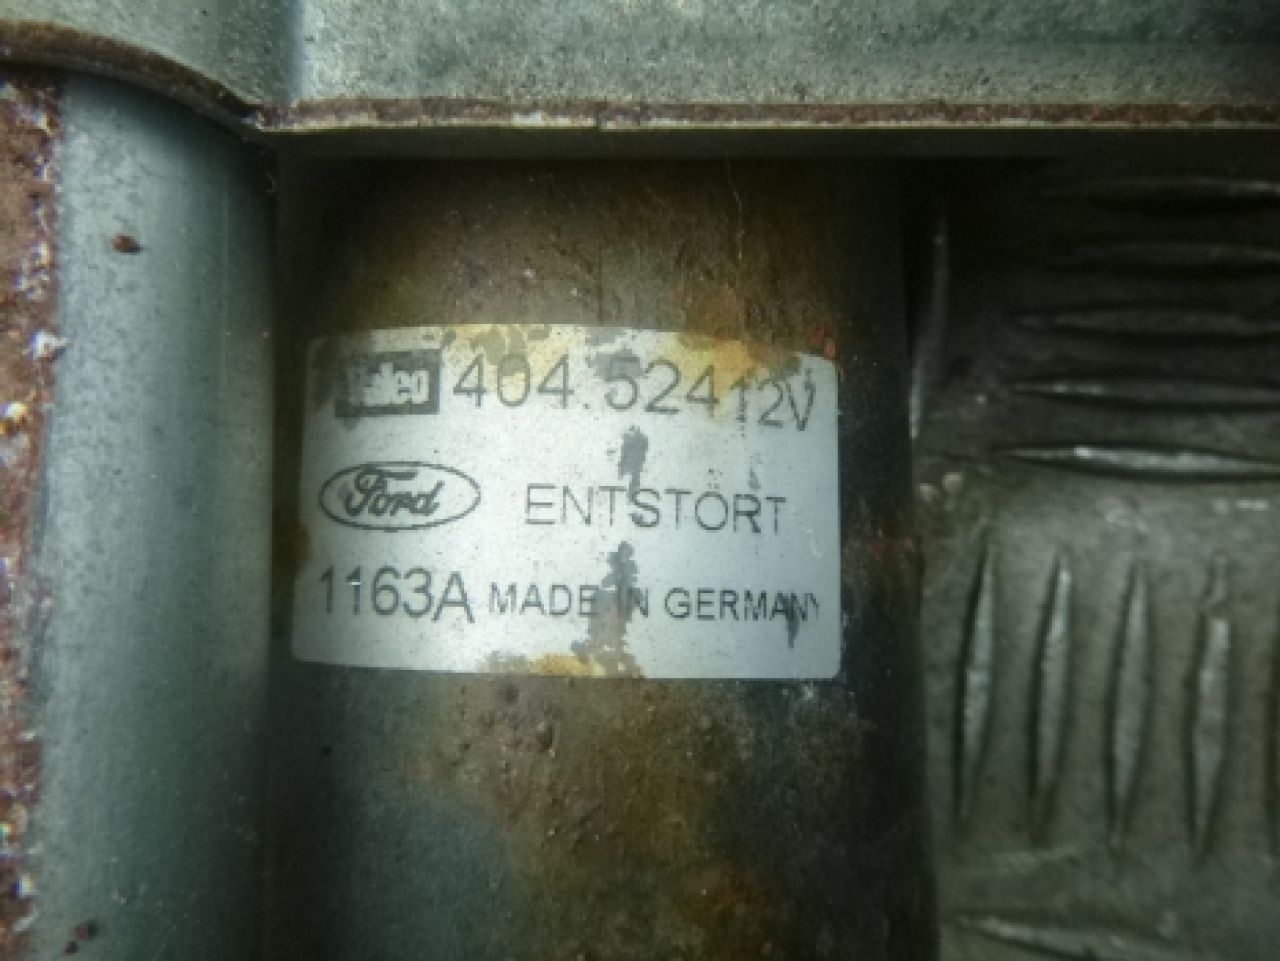 Valeo 404.524 12V
Ford ENTSTÖRT
1163A MADE IN GERMANY